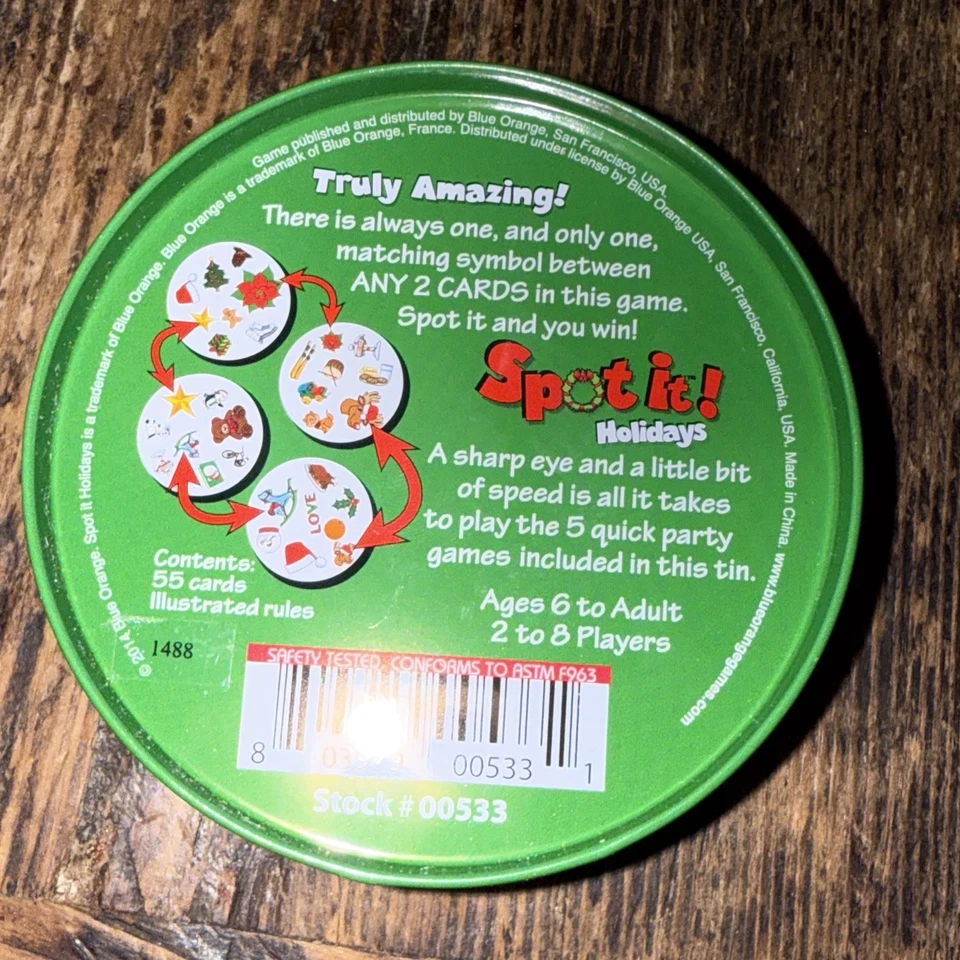 Game published and distributed by Blue Orange, San Francisco, USA.
© 2014 Blue Orange. Spot it Holidays is a trademark of Blue Orange. Blue Orange is a trademark of Blue Orange, France. Distributed under license by Blue Orange USA, San Francisco, California, USA. Made in China www.blueorangegames.com
Truly Amazing!
There is always one, and only one,
matching symbol between
ANY 2 CARDS in this game.
Spot it and you win!
Spot it!
Holidays
A sharp eye and a little bit
of speed is all it takes
to play the 5 quick party
games included in this tin.
LOVE
Contents:
55 cards
Illustrated rules
Ages 6 to Adult
2 to 8 Players
1488
SAFETY TESTED, CONFORMS TO ASTM F963
8 00533 1
Stock # 00533